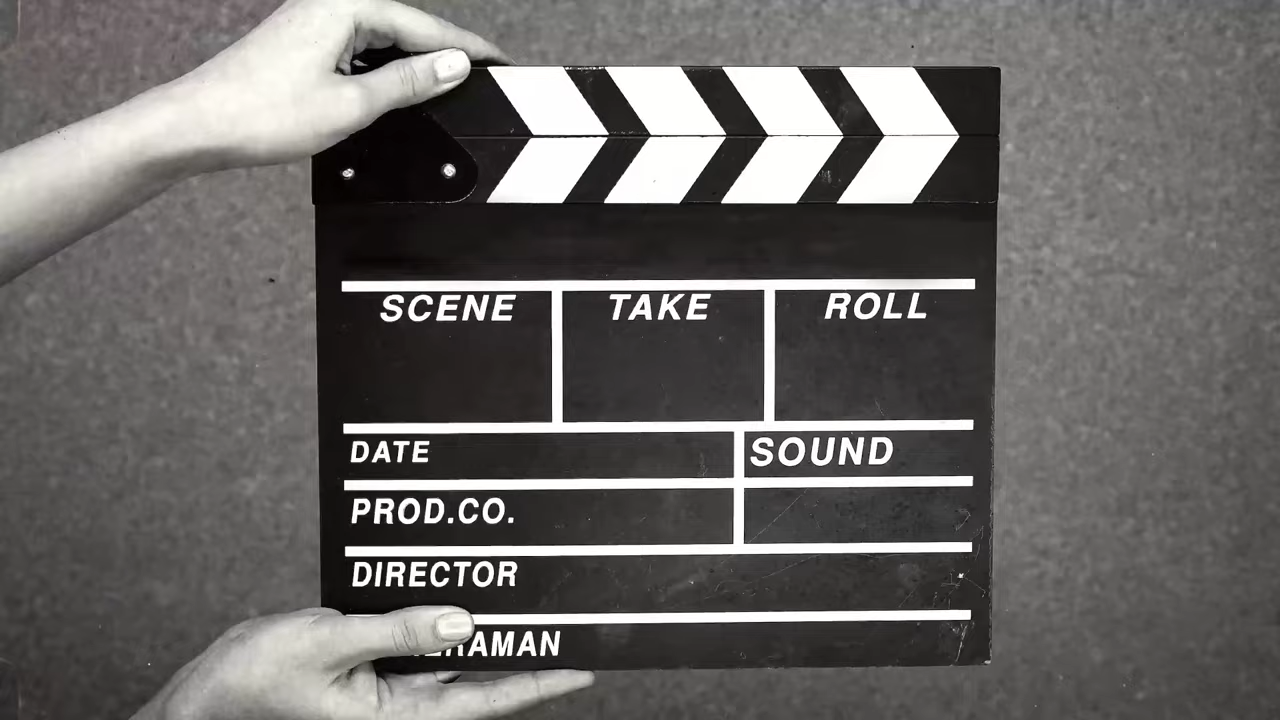 SCENE TAKE ROLL
DATE SOUND
PROD.CO.
DIRECTOR